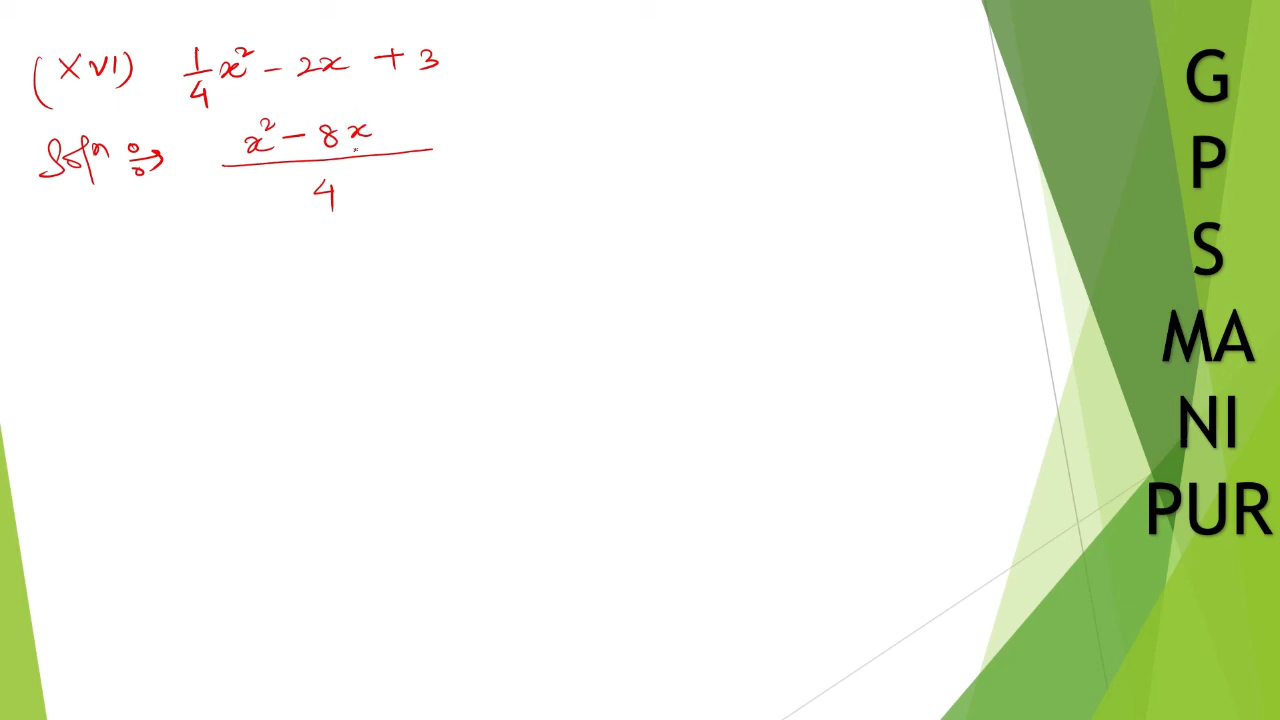 (XVI) 1/4 x² - 2x + 3
Solⁿ :→ x² - 8x
4
G
P
S
MA
NI
PUR